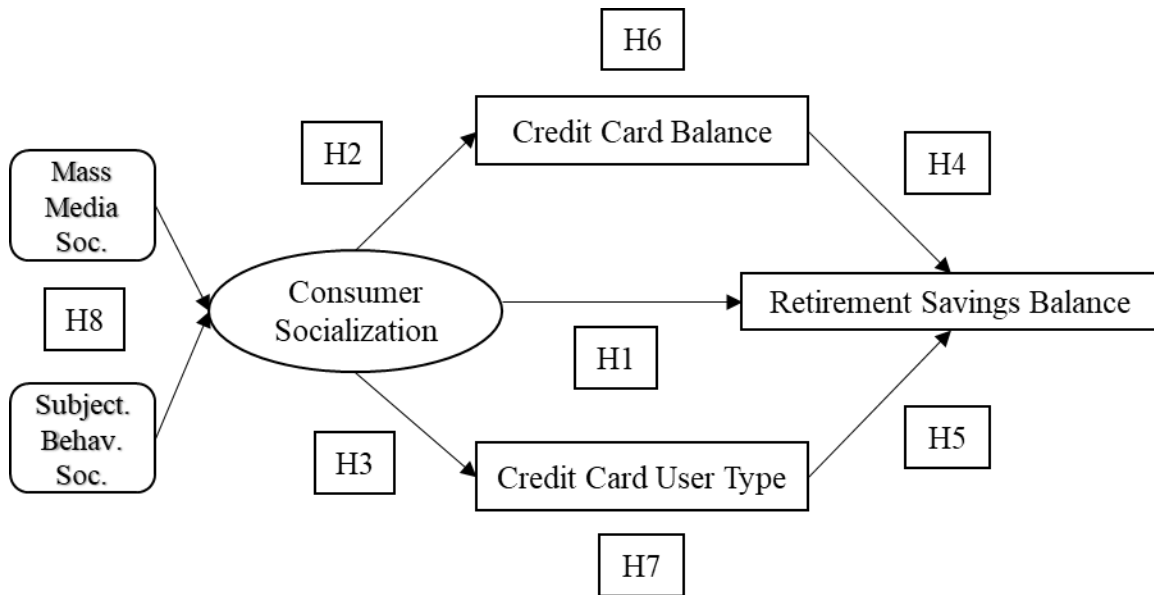 H6
Credit Card Balance
H2
H4
Mass
Media
Soc.
Consumer
Socialization
Retirement Savings Balance
H8
H1
Subject.
Behav.
Soc.
H3
H5
Credit Card User Type
H7